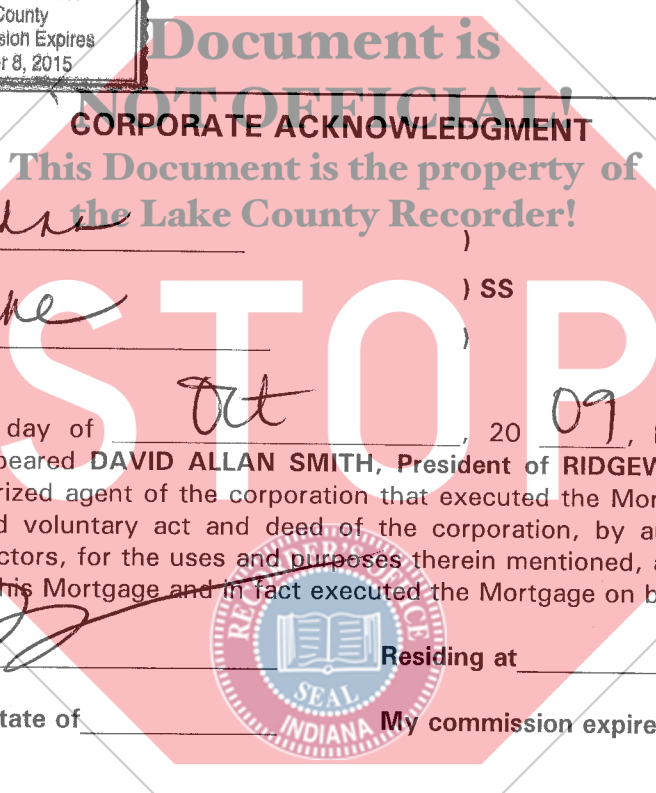 County
sion Expires
r 8, 2015
Document is
NOT OFFICIAL!
CORPORATE ACKNOWLEDGMENT
This Document is the property of
the Lake County Recorder!
)
) SS
)
STOP
day of Oct, 20 09,
peared DAVID ALLAN SMITH, President of RIDGEW
rized agent of the corporation that executed the Mor
d voluntary act and deed of the corporation, by au
ctors, for the uses and purposes therein mentioned, a
his Mortgage and in fact executed the Mortgage on b
RECORDER'S OFFICE
SEAL
INDIANA
Residing at
tate of
My commission expire